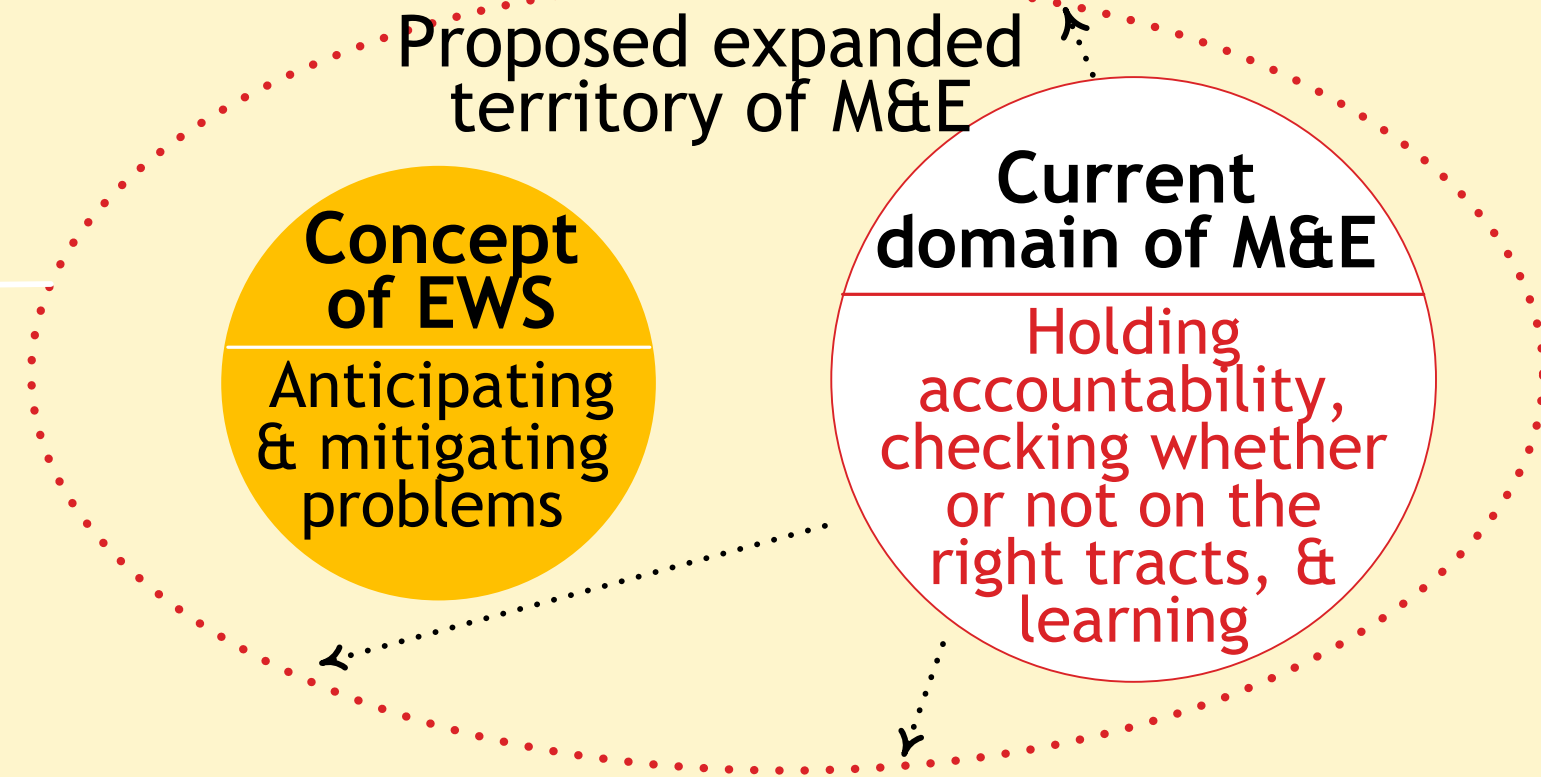 Proposed expanded
territory of M&E
Concept
of EWS
Anticipating
& mitigating
problems
Current
domain of M&E
Holding
accountability,
checking whether
or not on the
right tracts, &
learning